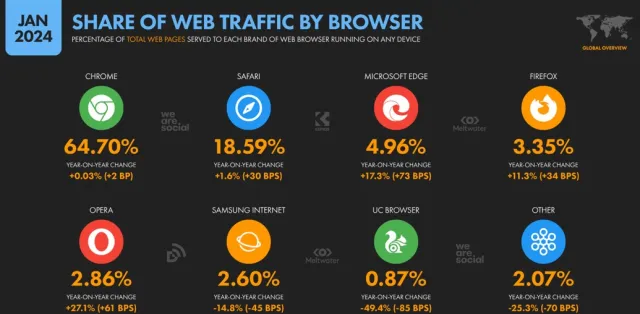 JAN
2024
SHARE OF WEB TRAFFIC BY BROWSER
PERCENTAGE OF TOTAL WEB PAGES SERVED TO EACH BRAND OF WEB BROWSER RUNNING ON ANY DEVICE
GLOBAL OVERVIEW
CHROME
SAFARI
MICROSOFT EDGE
FIREFOX
we
are.
social
Meltwater
64.70%
18.59%
4.96%
3.35%
YEAR-ON-YEAR CHANGE
YEAR-ON-YEAR CHANGE
YEAR-ON-YEAR CHANGE
YEAR-ON-YEAR CHANGE
+0.03% (+2 BP)
+1.6% (+30 BPS)
+17.3% (+73 BPS)
+11.3% (+34 BPS)
OPERA
SAMSUNG INTERNET
UC BROWSER
OTHER
Meltwater
we
are.
social
2.86%
2.60%
0.87%
2.07%
YEAR-ON-YEAR CHANGE
YEAR-ON-YEAR CHANGE
YEAR-ON-YEAR CHANGE
YEAR-ON-YEAR CHANGE
+27.1% (+61 BPS)
-14.8% (-45 BPS)
-49.4% (-85 BPS)
-25.3% (-70 BPS)